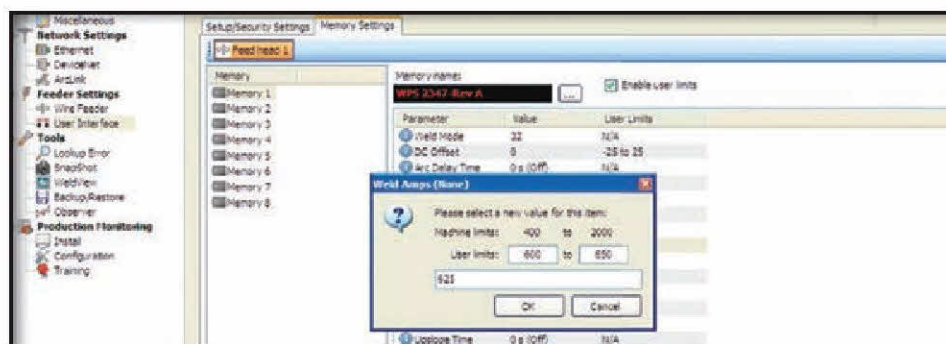 Miscellaneous
Network Settings
Ethernet
DeviceNet
ArcLink
Feeder Settings
Wire Feeder
User Interface
Tools
Lookup Error
SnapShot
WeldView
Backup/Restore
Observer
Production Monitoring
Install
Configuration
Training
Setup/Security Settings Memory Settings
Feed head 1
Memory
Memory 1
Memory 2
Memory 3
Memory 4
Memory 5
Memory 6
Memory 7
Memory 8
Memory names
WPS 2347-Rev A ... Enable user limits
Parameter Value User Limits
Weld Mode 32 N/A
DC Offset 0 -25 to 25
Arc Delay Time 0 s (Off) N/A
Weld Amps (None)
Please select a new value for this item:
Machine limits: 400 to 2000
User limits: 600 to 650
625
OK Cancel
Upslope Time 0 s (Off) N/A